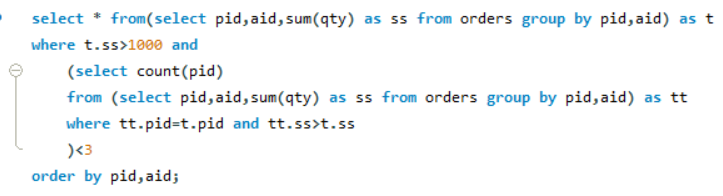 select * from(select pid,aid,sum(qty) as ss from orders group by pid,aid) as t
where t.ss>1000 and
(select count(pid)
from (select pid,aid,sum(qty) as ss from orders group by pid,aid) as tt
where tt.pid=t.pid and tt.ss>t.ss
)<3
order by pid,aid;